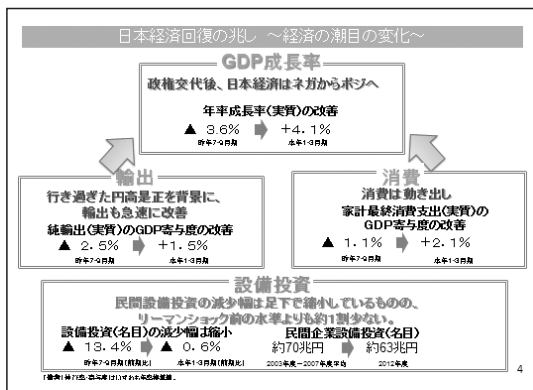 日本経済回復の兆し ～経済の潮目の変化～
GDP成長率
政権交代後、日本経済はネガからポジへ
年率成長率(実質)の改善
▲ 3.6% +4.1%
昨年7-9月期 本年1-3月期
輸出
行き過ぎた円高是正を背景に、
輸出も急速に改善
純輸出(実質)のGDP寄与度の改善
▲ 2.5% +1.5%
昨年7-9月期 本年1-3月期
消費
消費は動き出し
家計最終消費支出(実質)の
GDP寄与度の改善
▲ 1.1% +2.1%
昨年7-9月期 本年1-3月期
設備投資
民間設備投資の減少幅は足下で縮小しているものの、
リーマンショック前の水準よりも約1割少ない。
設備投資(名目)の減少幅は縮小
▲ 13.4% ▲ 0.6%
昨年7-9月期(前期比) 本年1-3月期(前期比)
民間企業設備投資(名目)
約70兆円 約63兆円
2003年度-2007年度平均 2012年度
4